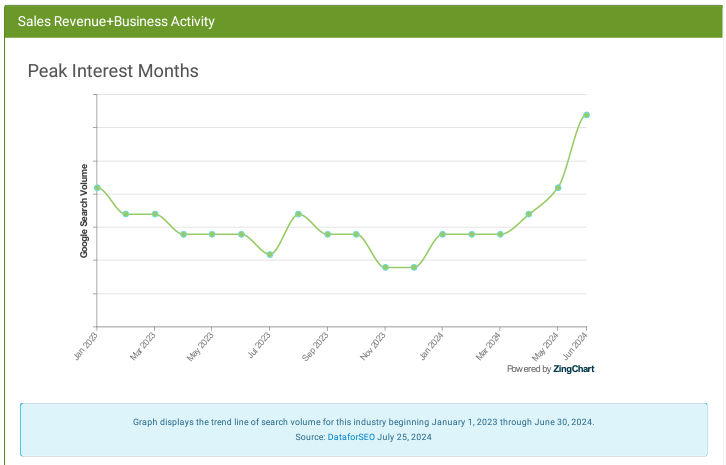 Sales Revenue+Business Activity
Peak Interest Months
Google Search Volume
Jan 2023
Mar 2023
May 2023
Jul 2023
Sep 2023
Nov 2023
Jan 2024
Mar 2024
May 2024
Jun 2024
Powered by ZingChart
Graph displays the trend line of search volume for this industry beginning January 1, 2023 through June 30, 2024.
Source: DataforSEO July 25, 2024